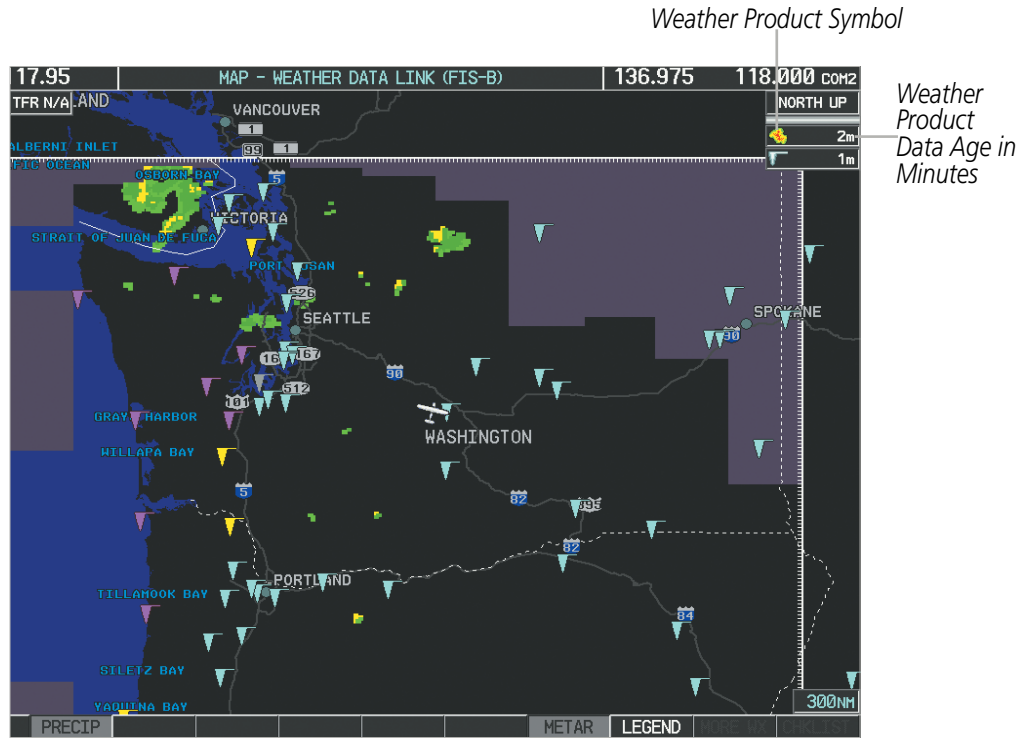 Weather Product Symbol
17.95 MAP - WEATHER DATA LINK (FIS-B) 136.975 118.000 COM2
TFR N/A LAND
VANCOUVER
NORTH UP
Weather
Product
Data Age in
Minutes
2m
1m
1
99
1
ALBERNI INLET
FIC OCEAN
OSBORN BAY
5
VICTORIA
STRAIT OF JUAN DE FUCA
PORT SUSAN
526
SEATTLE
SPOKANE
90
16
167
90
512
101
GRAY HARBOR
WASHINGTON
WILLAPA BAY
5
82
395
82
PORTLAND
TILLAMOOK BAY
84
SILETZ BAY
300NM
YAQUINA BAY
PRECIP METAR LEGEND MORE WX CHKLIST